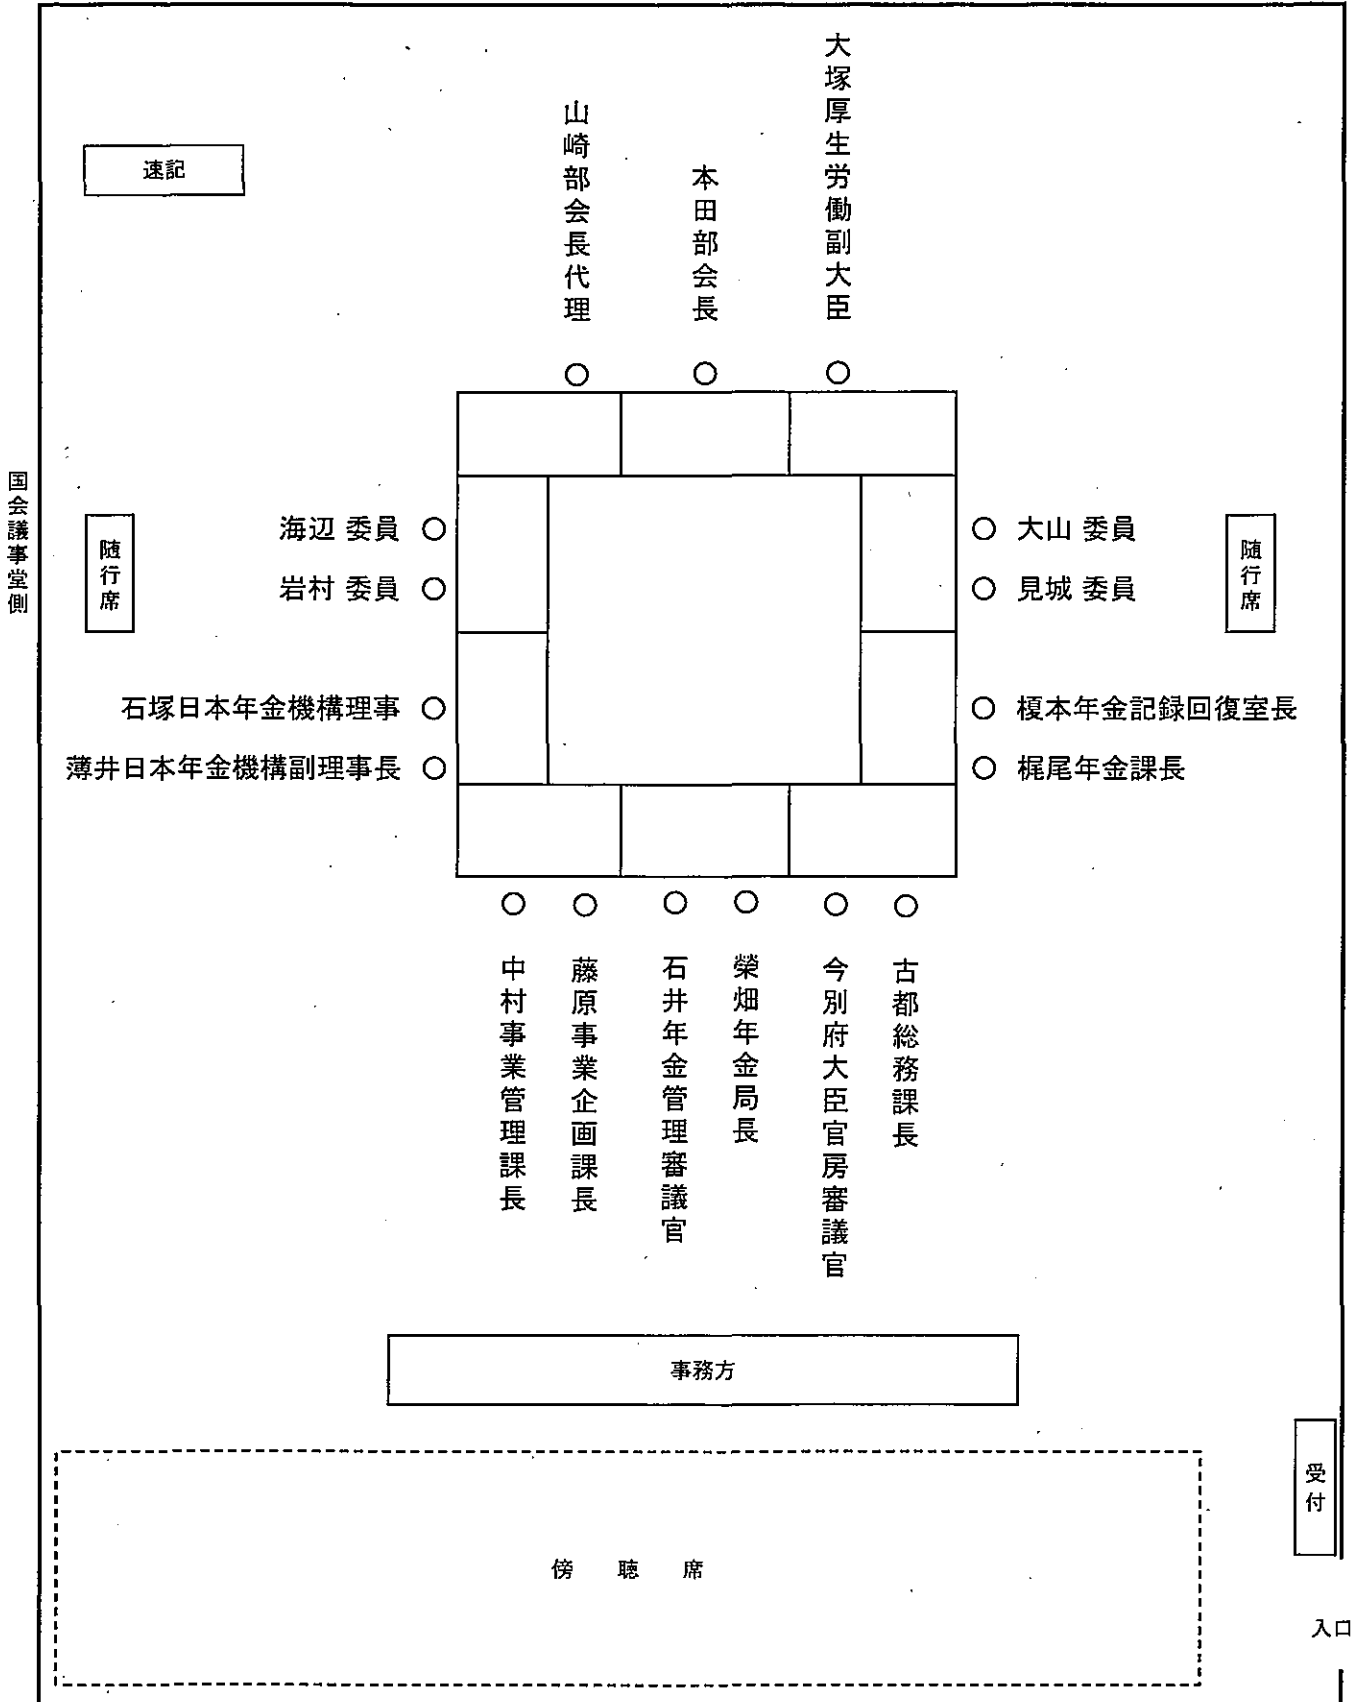 大塚厚生労働副大臣
本田部会長
山崎部会長代理
速記
国会議事堂側
随行席
海辺 委員
岩村 委員
石塚日本年金機構理事
薄井日本年金機構副理事長
大山 委員
見城 委員
榎本年金記録回復室長
梶尾年金課長
随行席
中村事業管理課長
藤原事業企画課長
石井年金管理審議官
榮畑年金局長
今別府大臣官房審議官
古都総務課長
事務方
受付
傍聴席
入口